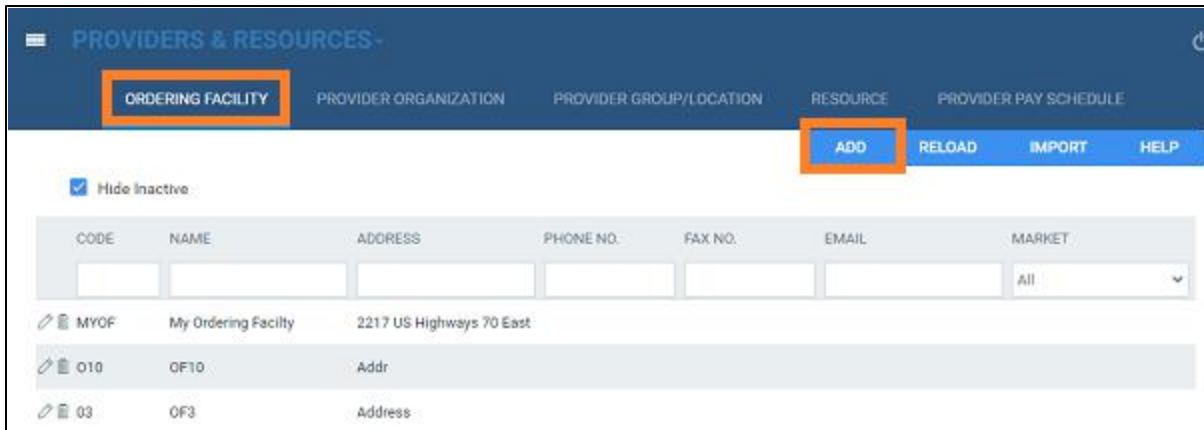 PROVIDERS & RESOURCES
ORDERING FACILITY PROVIDER ORGANIZATION PROVIDER GROUP/LOCATION RESOURCE PROVIDER PAY SCHEDULE
ADD RELOAD IMPORT HELP
Hide Inactive
CODE NAME ADDRESS PHONE NO. FAX NO. EMAIL MARKET
All
MYOF My Ordering Facilty 2217 US Highways 70 East
O10 OF10 Addr
03 OF3 Address